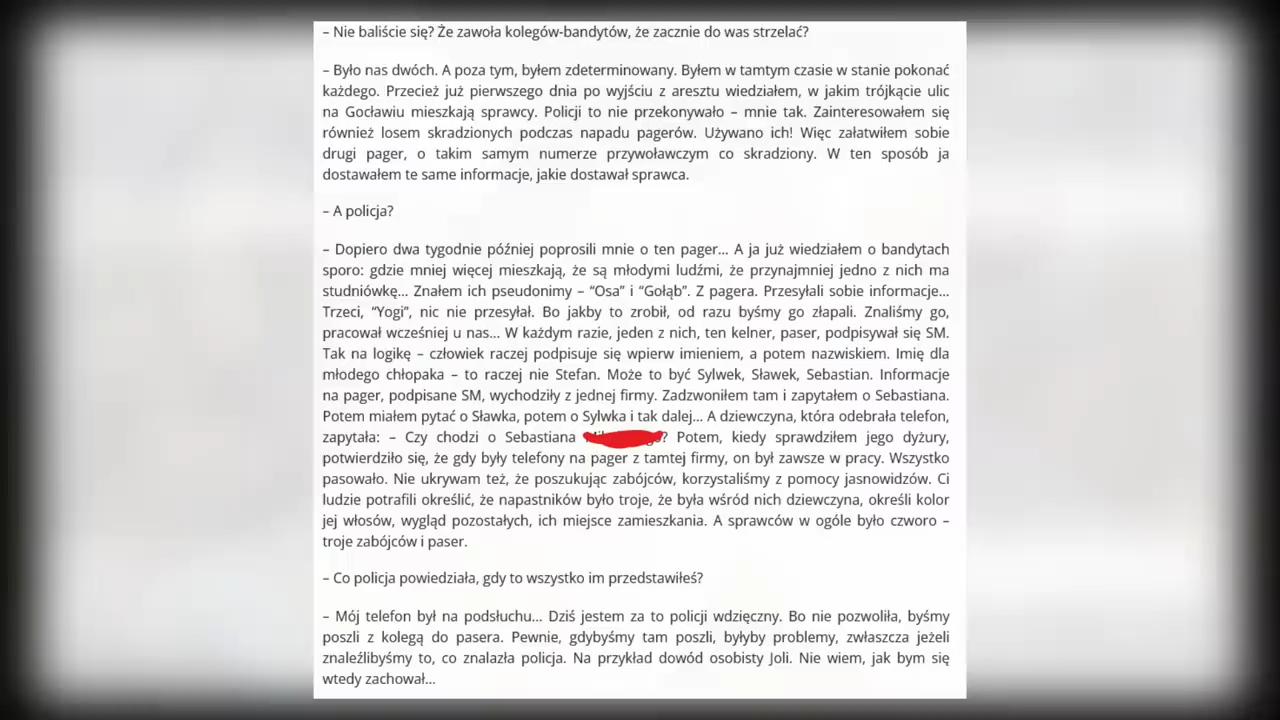 – Nie baliście się? Że zawoła kolegów-bandytów, że zacznie do was strzelać?
– Było nas dwóch. A poza tym, byłem zdeterminowany. Byłem w tamtym czasie w stanie pokonać
każdego. Przecież już pierwszego dnia po wyjściu z aresztu wiedziałem, w jakim trójkącie ulic
na Gocławiu mieszkają sprawcy. Policji to nie przekonywało – mnie tak. Zainteresowałem się
również losem skradzionych podczas napadu pagerów. Używano ich! Więc załatwiłem sobie
drugi pager, o takim samym numerze przywoławczym co skradziony. W ten sposób ja
dostawałem te same informacje, jakie dostawał sprawca.
– A policja?
– Dopiero dwa tygodnie później poprosili mnie o ten pager... A ja już wiedziałem o bandytach
sporo: gdzie mniej więcej mieszkają, że są młodymi ludźmi, że przynajmniej jedno z nich ma
studniówkę... Znałem ich pseudonimy – “Osa” i “Gołąb”. Z pagera. Przesyłali sobie informacje...
Trzeci, “Yogi”, nic nie przesyłał. Bo jakby to zrobił, od razu byśmy go złapali. Znaliśmy go,
pracował wcześniej u nas... W każdym razie, jeden z nich, ten kelner, paser, podpisywał się SM.
Tak na logikę – człowiek raczej podpisuje się wpierw imieniem, a potem nazwiskiem. Imię dla
młodego chłopaka – to raczej nie Stefan. Może to być Sylwek, Sławek, Sebastian. Informacje
na pager, podpisane SM, wychodziły z jednej firmy. Zadzwoniłem tam i zapytałem o Sebastiana.
Potem miałem pytać o Sławka, potem o Sylwka i tak dalej... A dziewczyna, która odebrała telefon,
zapytała: – Czy chodzi o Sebastiana ? Potem, kiedy sprawdziłem jego dyżury,
potwierdziło się, że gdy były telefony na pager z tamtej firmy, on był zawsze w pracy. Wszystko
pasowało. Nie ukrywam też, że poszukując zabójców, korzystaliśmy z pomocy jasnowidzów. Ci
ludzie potrafili określić, że napastników było troje, że była wśród nich dziewczyna, określi kolor
jej włosów, wygląd pozostałych, ich miejsce zamieszkania. A sprawców w ogóle było czworo –
troje zabójców i paser.
– Co policja powiedziała, gdy to wszystko im przedstawiłeś?
– Mój telefon był na podsłuchu... Dziś jestem za to policji wdzięczny. Bo nie pozwoliła, byśmy
poszli z kolegą do pasera. Pewnie, gdybyśmy tam poszli, byłyby problemy, zwłaszcza jeżeli
znaleźlibyśmy to, co znalazła policja. Na przykład dowód osobisty Joli. Nie wiem, jak bym się
wtedy zachował...